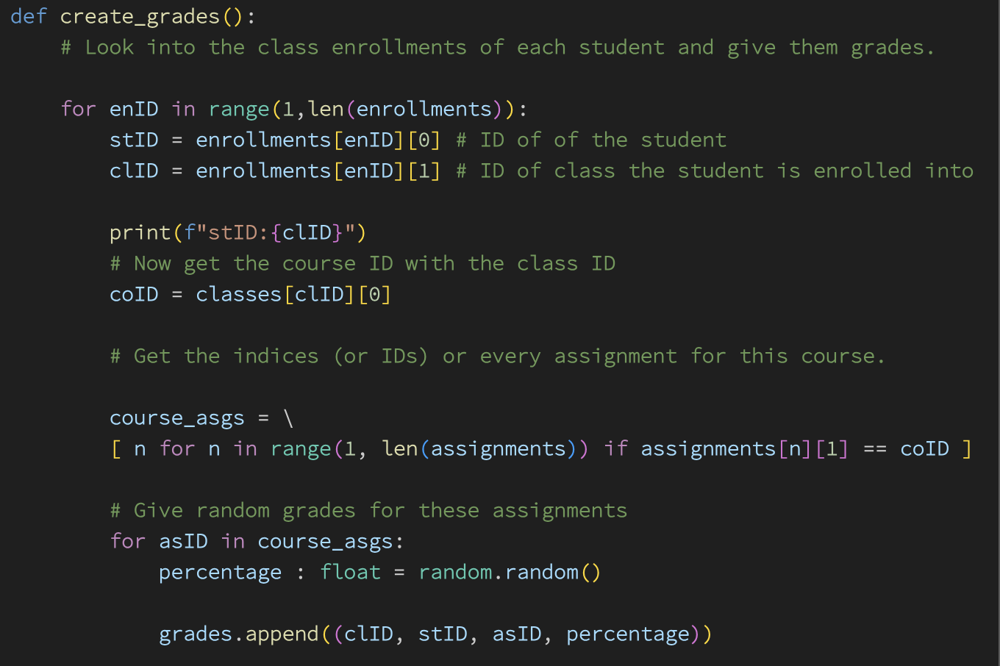 def create_grades():
    # Look into the class enrollments of each student and give them grades.

    for enID in range(1,len(enrollments)):
        stID = enrollments[enID][0] # ID of of the student
        clID = enrollments[enID][1] # ID of class the student is enrolled into

        print(f"stID:{clID}")
        # Now get the course ID with the class ID
        coID = classes[clID][0]

        # Get the indices (or IDs) or every assignment for this course.

        course_asgs = \
        [ n for n in range(1, len(assignments)) if assignments[n][1] == coID ]

        # Give random grades for these assignments
        for asID in course_asgs:
            percentage : float = random.random()

            grades.append((clID, stID, asID, percentage))